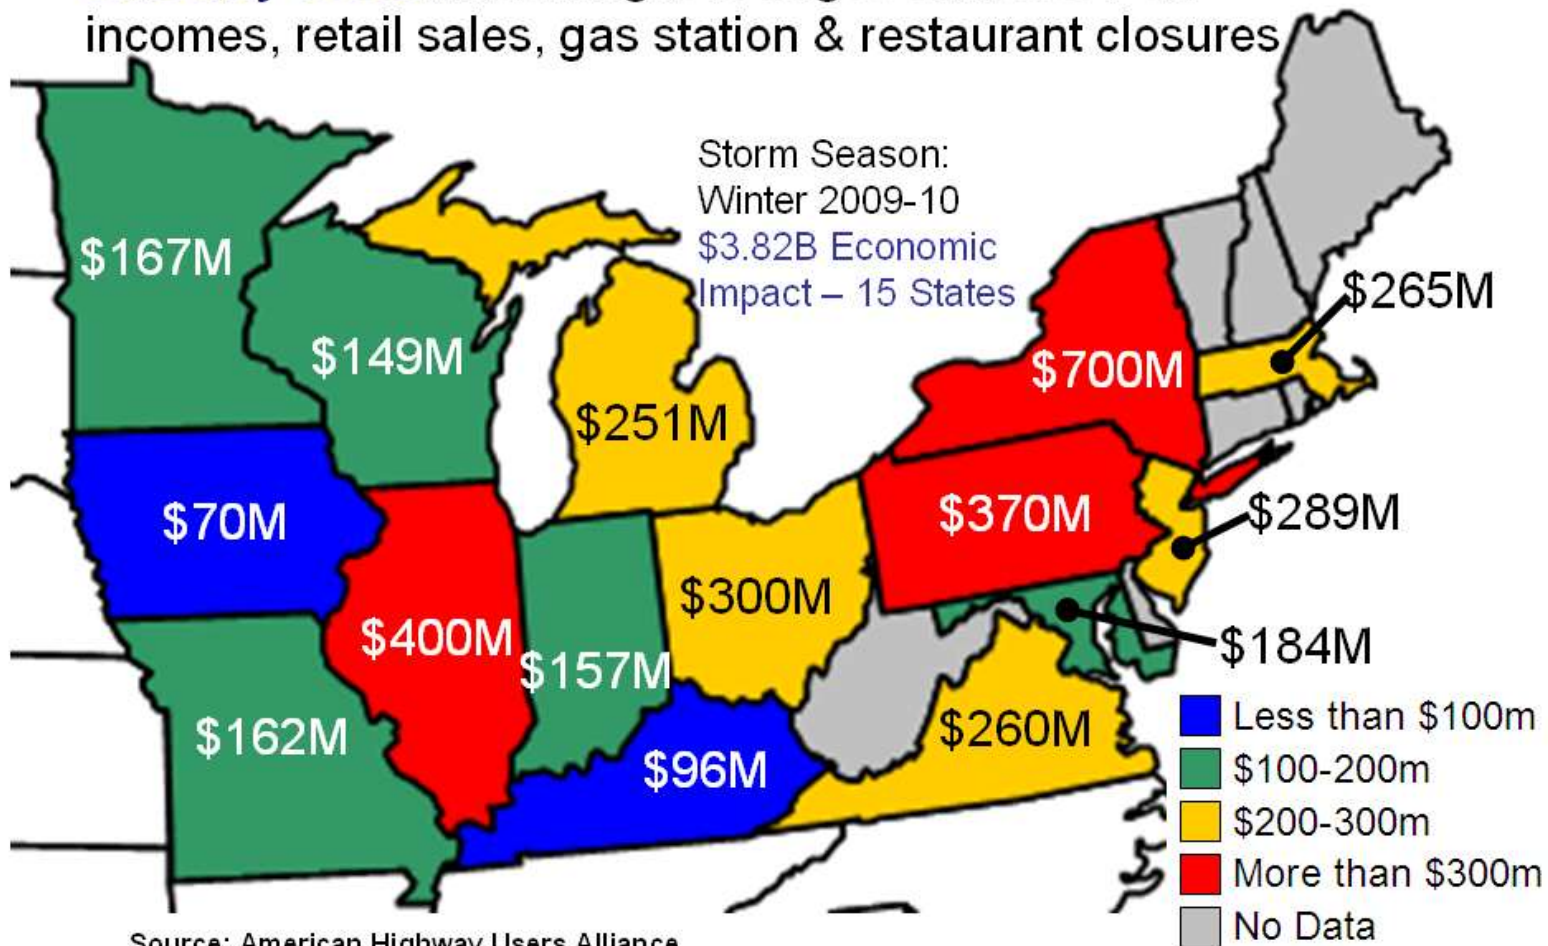 incomes, retail sales, gas station & restaurant closures
Storm Season:
Winter 2009-10
$3.82B Economic
Impact – 15 States
$167M
$149M
$265M
$700M
$251M
$70M
$370M
$289M
$300M
$400M
$157M
$184M
$162M
$96M
$260M
Less than $100m
$100-200m
$200-300m
More than $300m
No Data
Source: American Highway Users Alliance